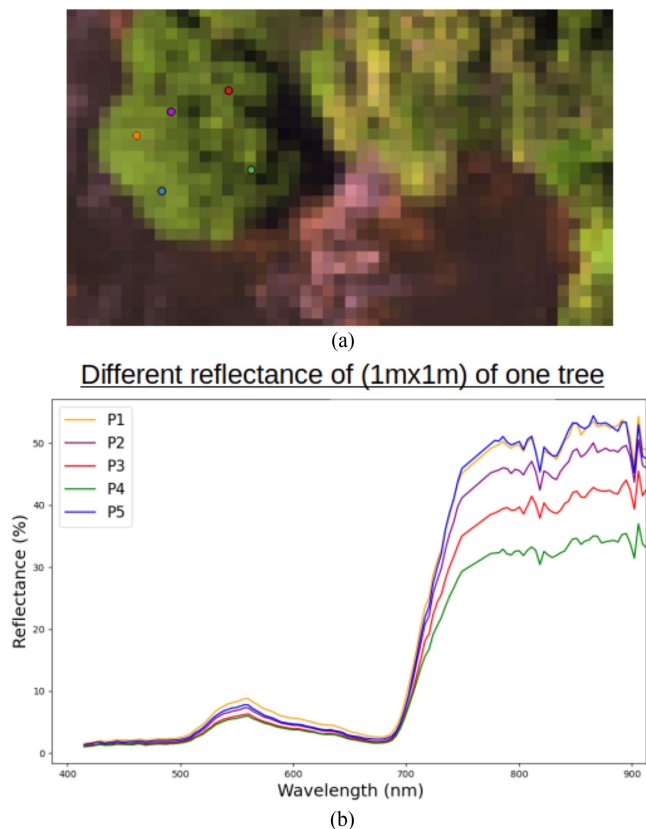 (a)
Different reflectance of (1mx1m) of one tree
P1
P2
P3
P4
P5
Reflectance (%)
50
40
30
20
10
0
400 500 600 700 800 900
Wavelength (nm)
(b)